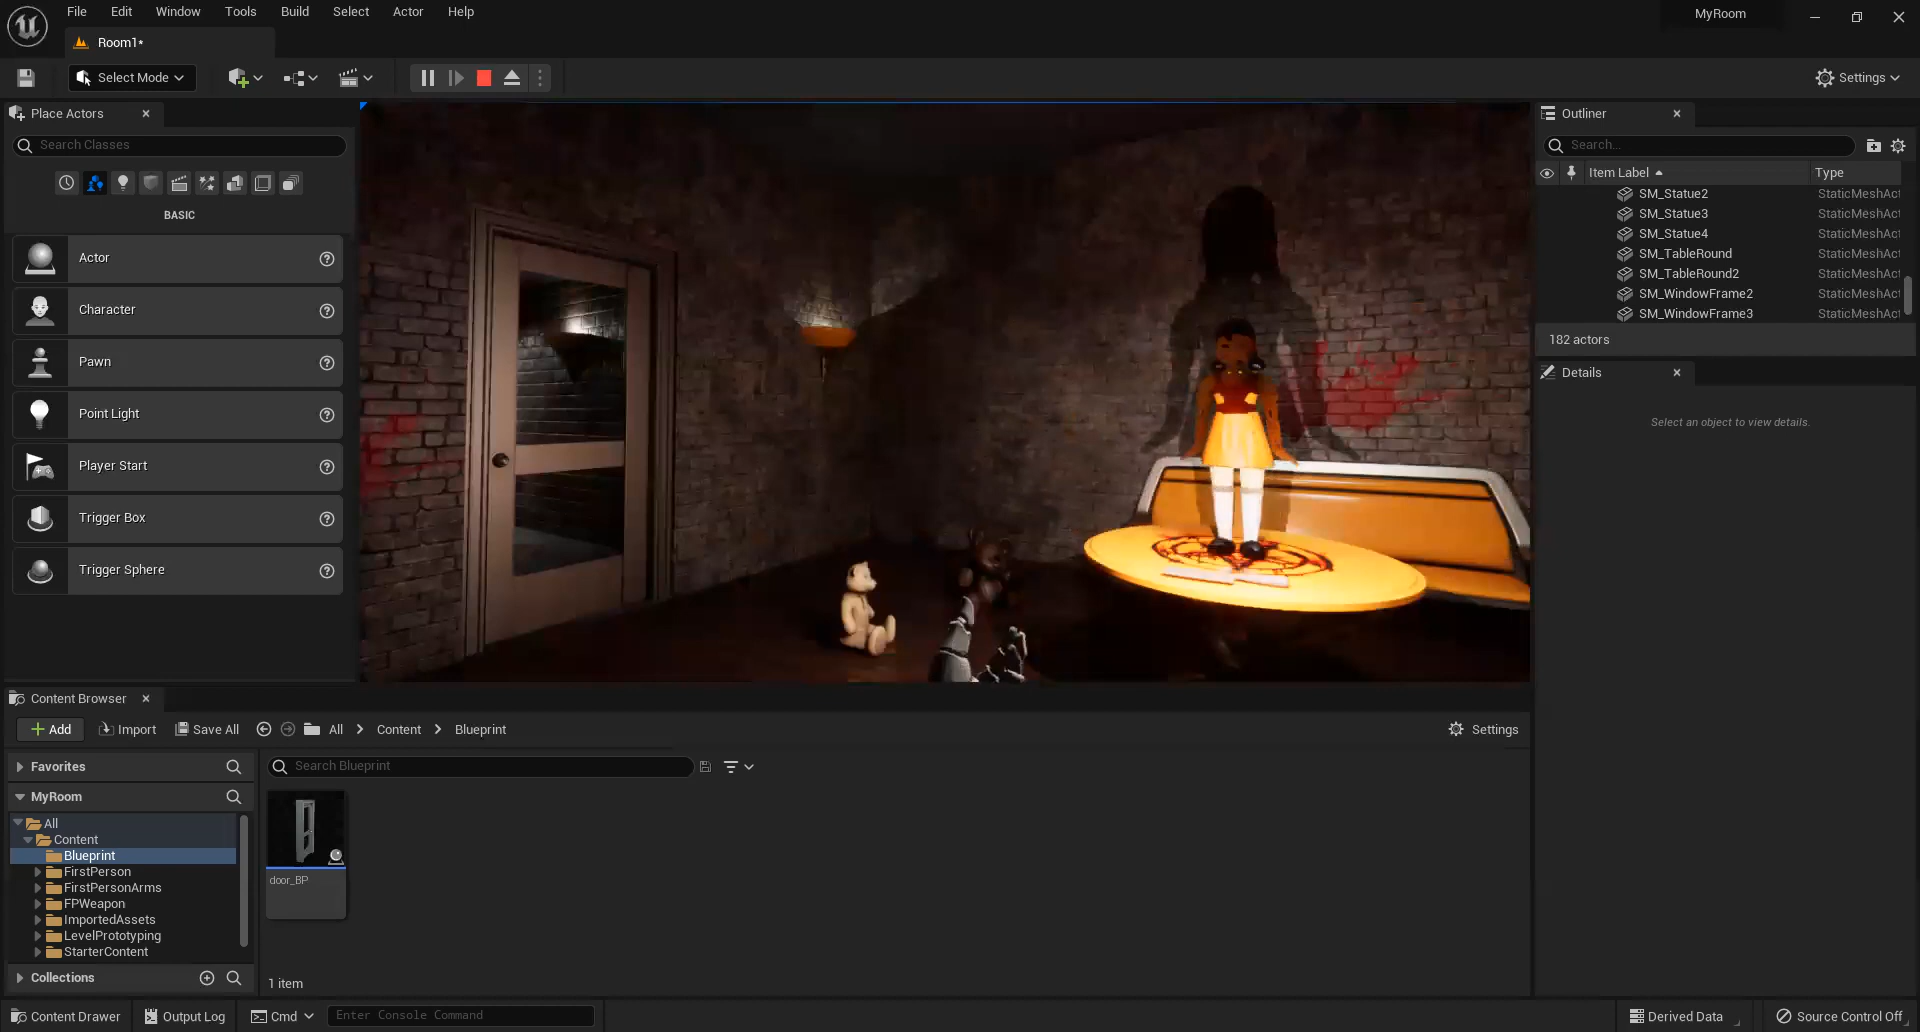 File Edit Window Tools Build Select Actor Help
MyRoom
Room1*
Select Mode
Settings
Place Actors
Search Classes
BASIC
Actor
Character
Pawn
Point Light
Player Start
Trigger Box
Trigger Sphere
Outliner
Search...
Item Label Type
SM_Statue2 StaticMeshAct
SM_Statue3 StaticMeshAct
SM_Statue4 StaticMeshAct
SM_TableRound StaticMeshAct
SM_TableRound2 StaticMeshAct
SM_WindowFrame2 StaticMeshAct
SM_WindowFrame3 StaticMeshAct
182 actors
Details
Select an object to view details.
Content Browser
Add Import Save All All Content Blueprint Settings
Favorites
MyRoom
All
Content
Blueprint
FirstPerson
FirstPersonArms
FPWeapon
ImportedAssets
LevelPrototyping
StarterContent
Collections
Search Blueprint
door_BP
1 item
Content Drawer Output Log Cmd Enter Console Command Derived Data Source Control Off